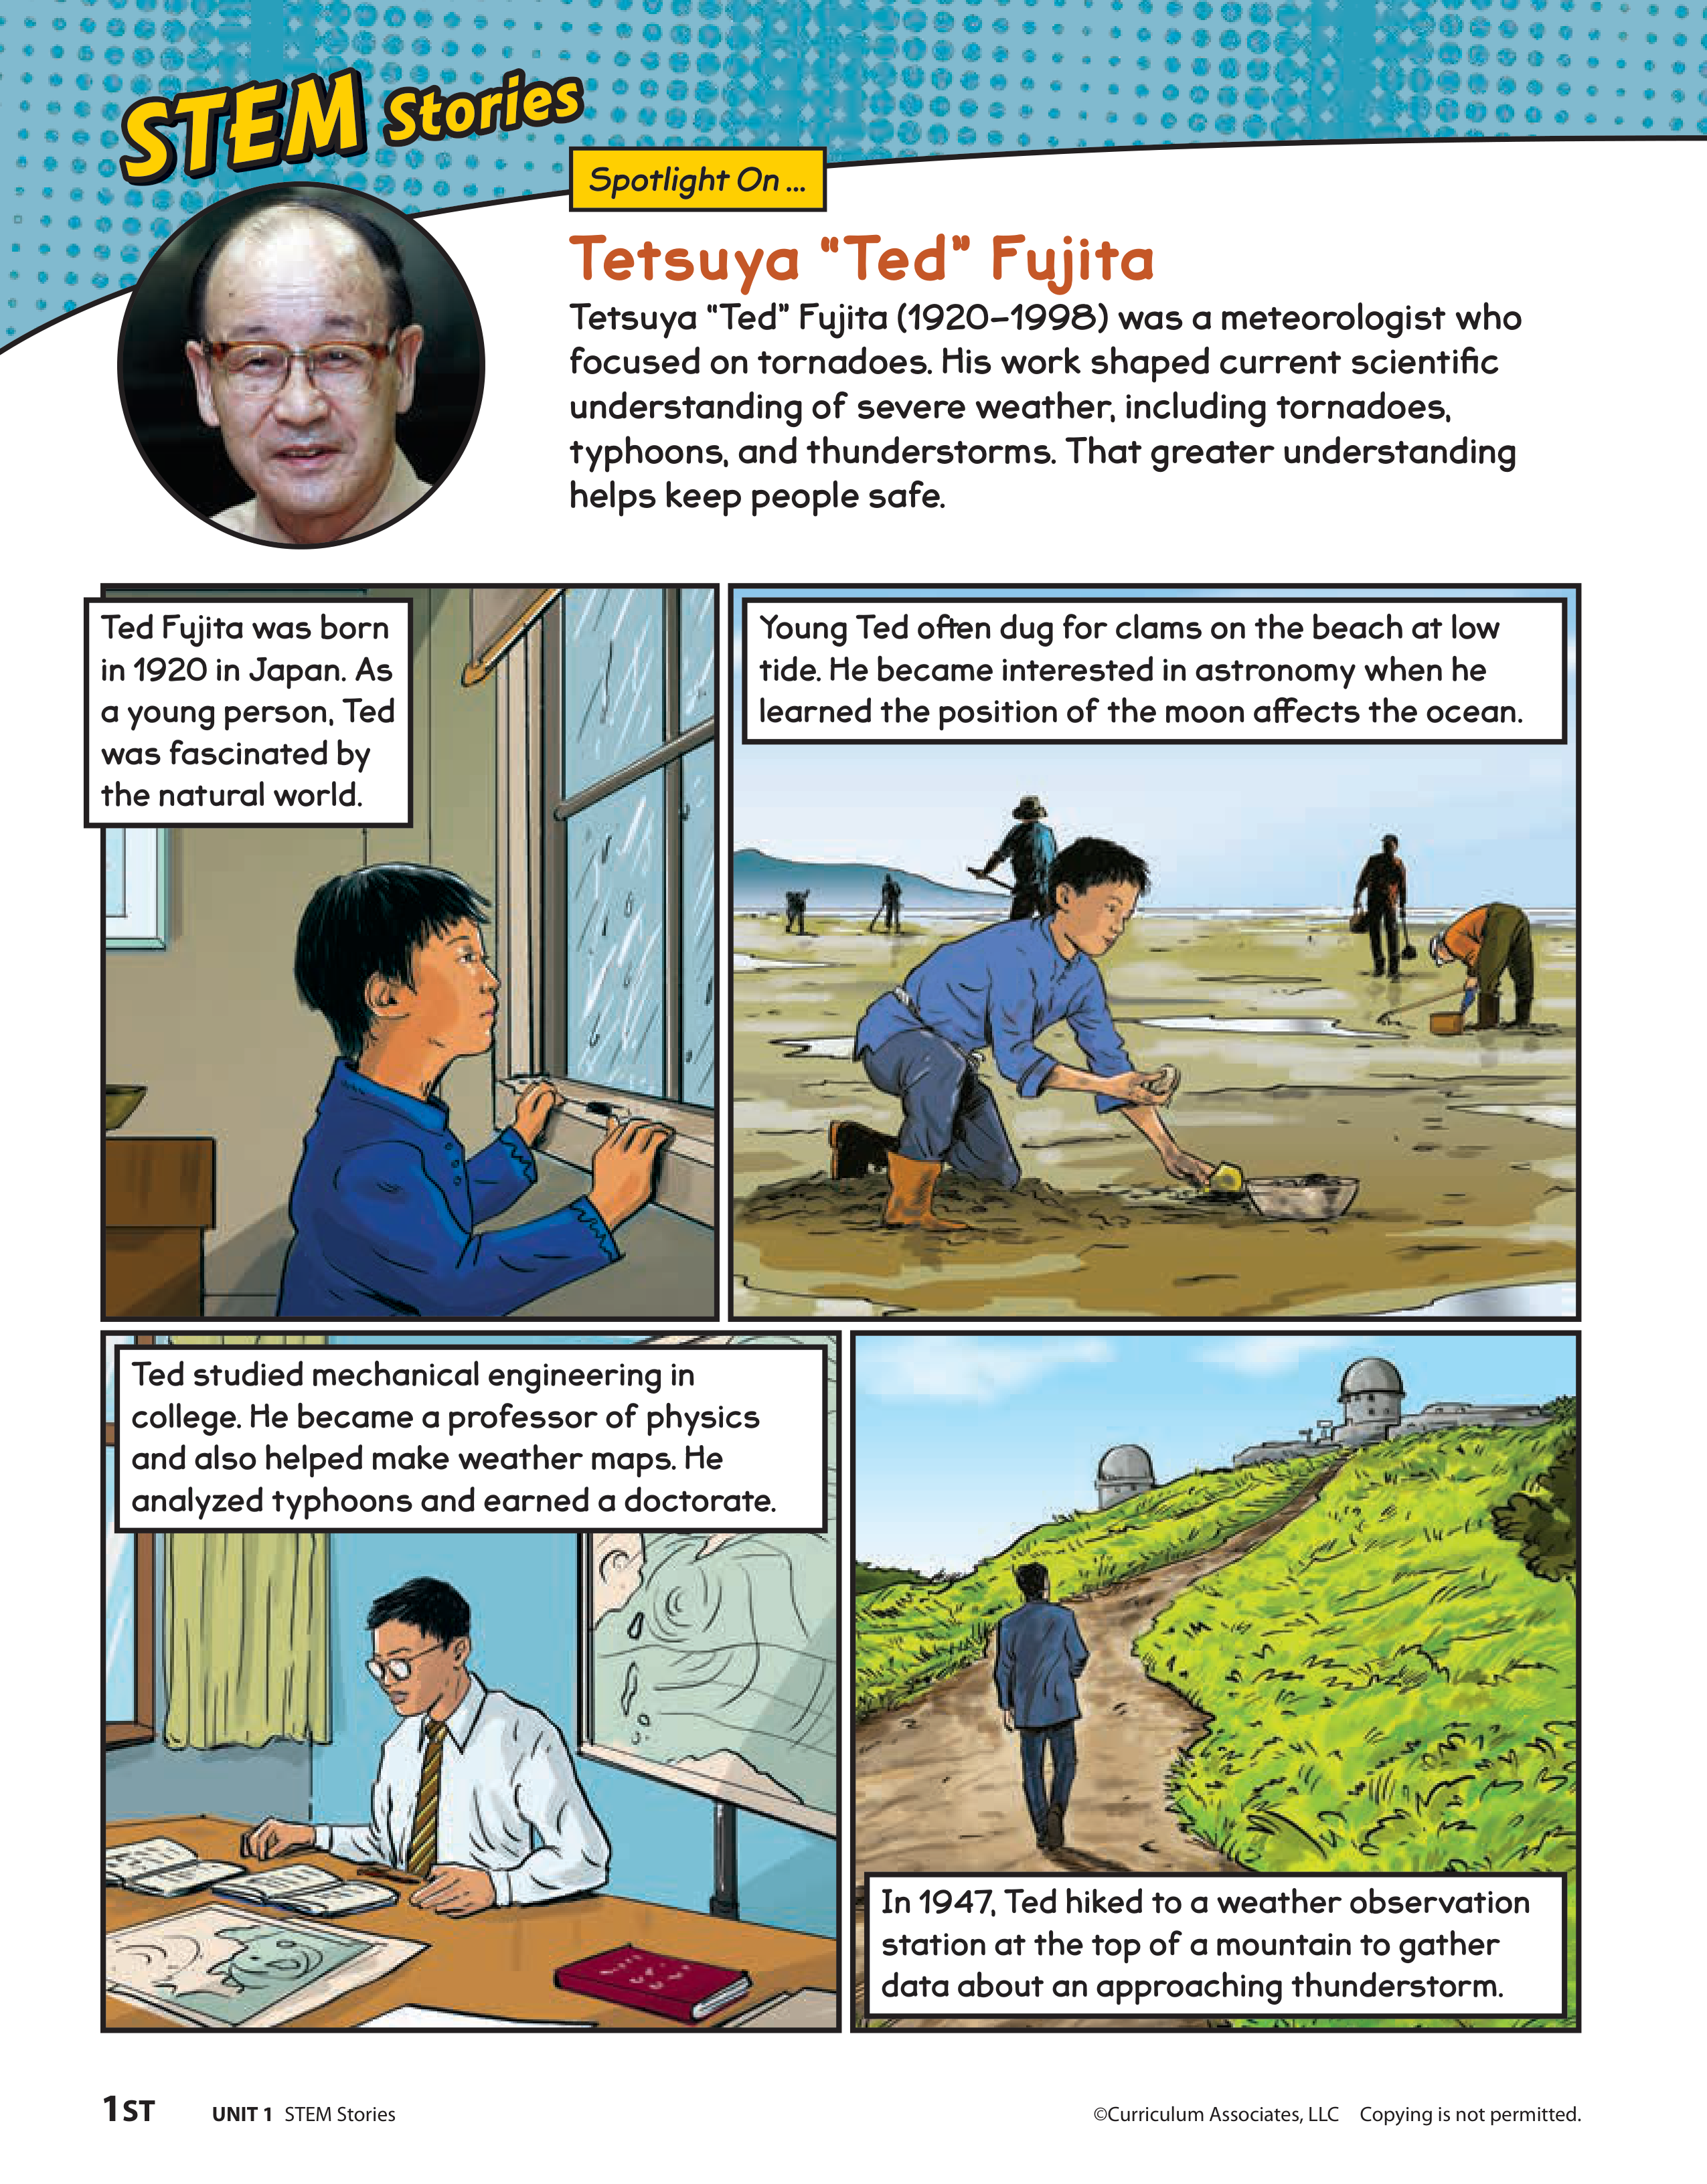 STEM Stories
Spotlight On ...
Tetsuya “Ted” Fujita
Tetsuya “Ted” Fujita (1920–1998) was a meteorologist who
focused on tornadoes. His work shaped current scientific
understanding of severe weather, including tornadoes,
typhoons, and thunderstorms. That greater understanding
helps keep people safe.
Ted Fujita was born
in 1920 in Japan. As
a young person, Ted
was fascinated by
the natural world.
Young Ted often dug for clams on the beach at low
tide. He became interested in astronomy when he
learned the position of the moon affects the ocean.
Ted studied mechanical engineering in
college. He became a professor of physics
and also helped make weather maps. He
analyzed typhoons and earned a doctorate.
In 1947, Ted hiked to a weather observation
station at the top of a mountain to gather
data about an approaching thunderstorm.
1ST UNIT 1 STEM Stories
©Curriculum Associates, LLC Copying is not permitted.